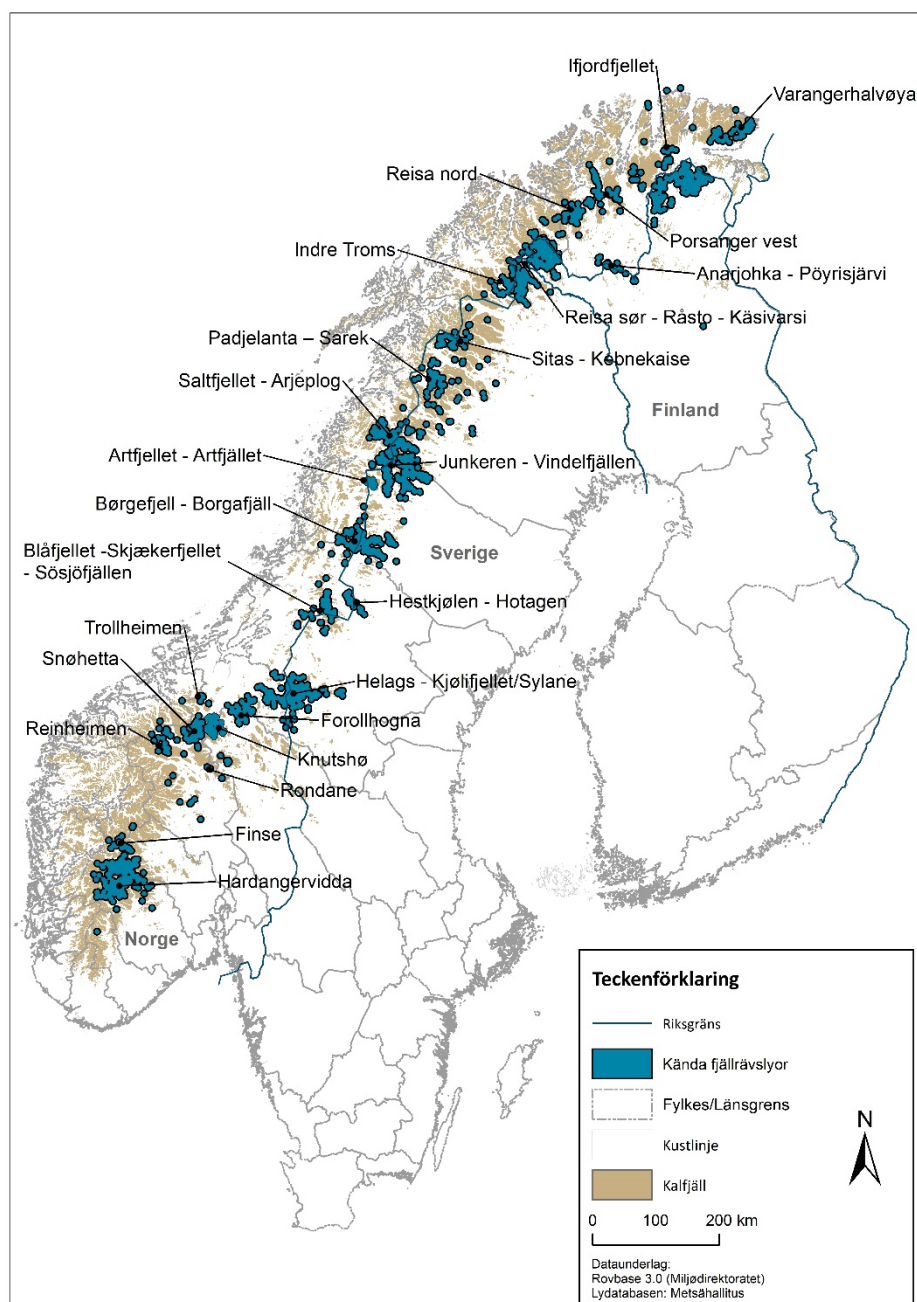 Ifjordfjellet
Varangerhalvøya
Reisa nord
Porsanger vest
Indre Troms
Anarjohka - Pöyrisjärvi
Reisa sør - Råsto - Käsivarsi
Padjelanta – Sarek
Sitas - Kebnekaise
Saltfjellet - Arjeplog
Finland
Artfjellet - Artfjället
Junkeren - Vindelfjällen
Børgefjell - Borgafjäll
Sverige
Blåfjellet -Skjækerfjellet
- Sösjöfjällen
Hestkjølen - Hotagen
Trollheimen
Snøhetta
Helags - Kjølifjellet/Sylane
Reinheimen
Forollhogna
Knutshø
Rondane
Finse
Hardangervidda
Norge
Teckenförklaring
Riksgräns
Kända fjällrävslyor
Fylkes/Länsgrens
Kustlinje
Kalfjäll
N
0 100 200 km
Dataunderlag:
Rovbase 3.0 (Miljødirektoratet)
Lydatabasen: Metsähallitus